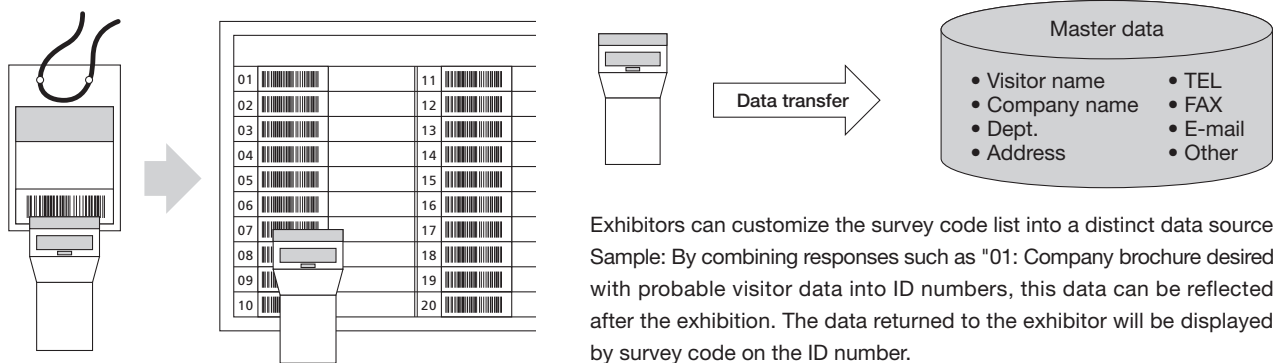 01 11
02 12
03 13
04 14
05 15
06 16
07 17
08 18
09 19
10 20
Data transfer
Master data
• Visitor name • TEL
• Company name • FAX
• Dept. • E-mail
• Address • Other
Exhibitors can customize the survey code list into a distinct data source
Sample: By combining responses such as "01: Company brochure desired
with probable visitor data into ID numbers, this data can be reflected
after the exhibition. The data returned to the exhibitor will be displayed
by survey code on the ID number.